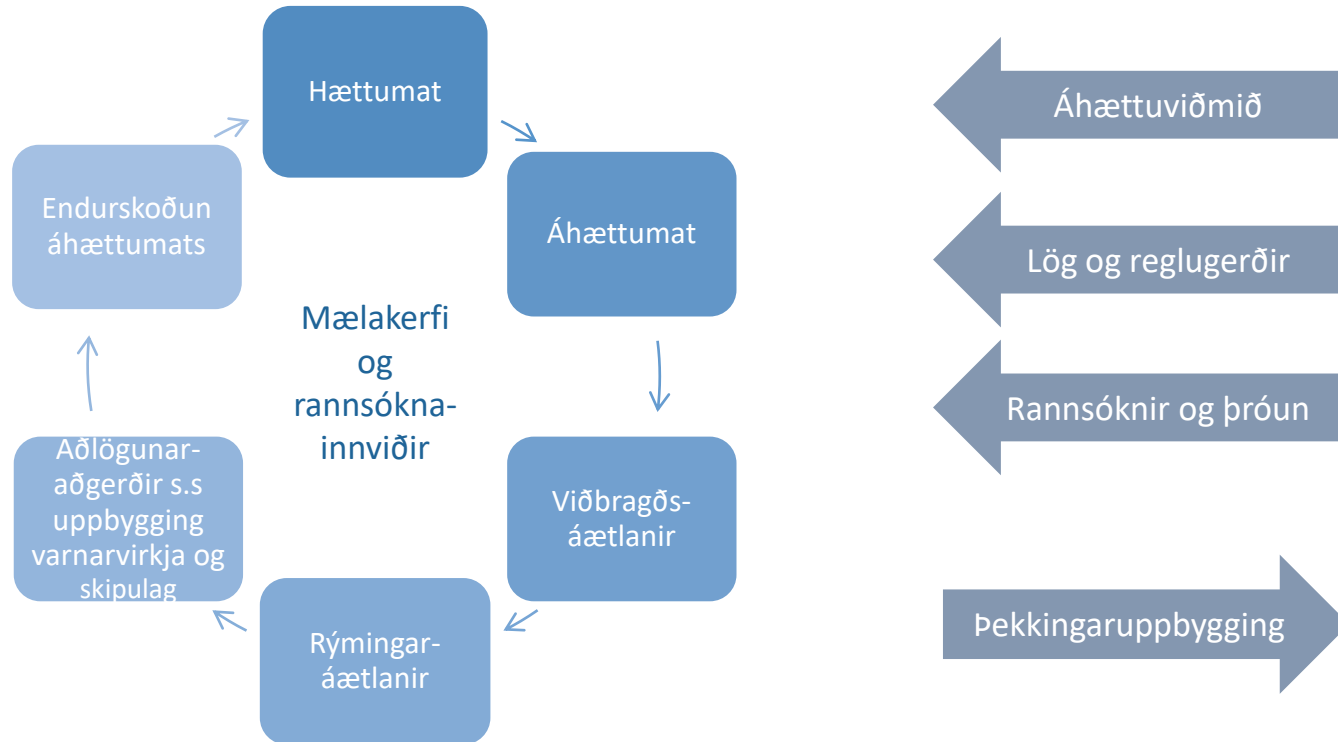 Hættumat
Áhættumat
Viðbragðs-
áætlanir
Rýmingar-
áætlanir
Aðlögunar-
aðgerðir s.s
uppbygging
varnarvirkja og
skipulag
Endurskoðun
áhættumats
Mælakerfi
og
rannsókna-
innviðir
Áhættuviðmið
Lög og reglugerðir
Rannsóknir og þróun
Þekkingaruppbygging